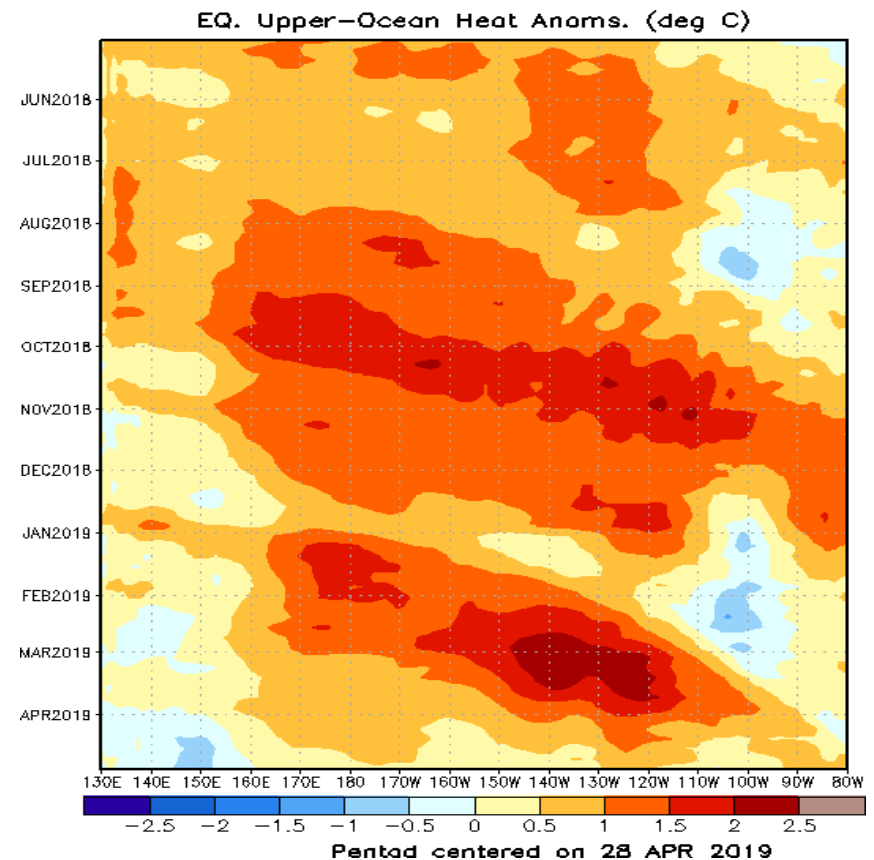 EQ. Upper-Ocean Heat Anoms. (deg C)
JUN2018
JUL2018
AUG2018
SEP2018
OCT2018
NOV2018
DEC2018
JAN2019
FEB2019
MAR2019
APR2019
130E 140E 150E 160E 170E 180 170W 160W 150W 140W 130W 120W 110W 100W 90W 80W
-2.5 -2 -1.5 -1 -0.5 0 0.5 1 1.5 2 2.5
Pentad centered on 28 APR 2019